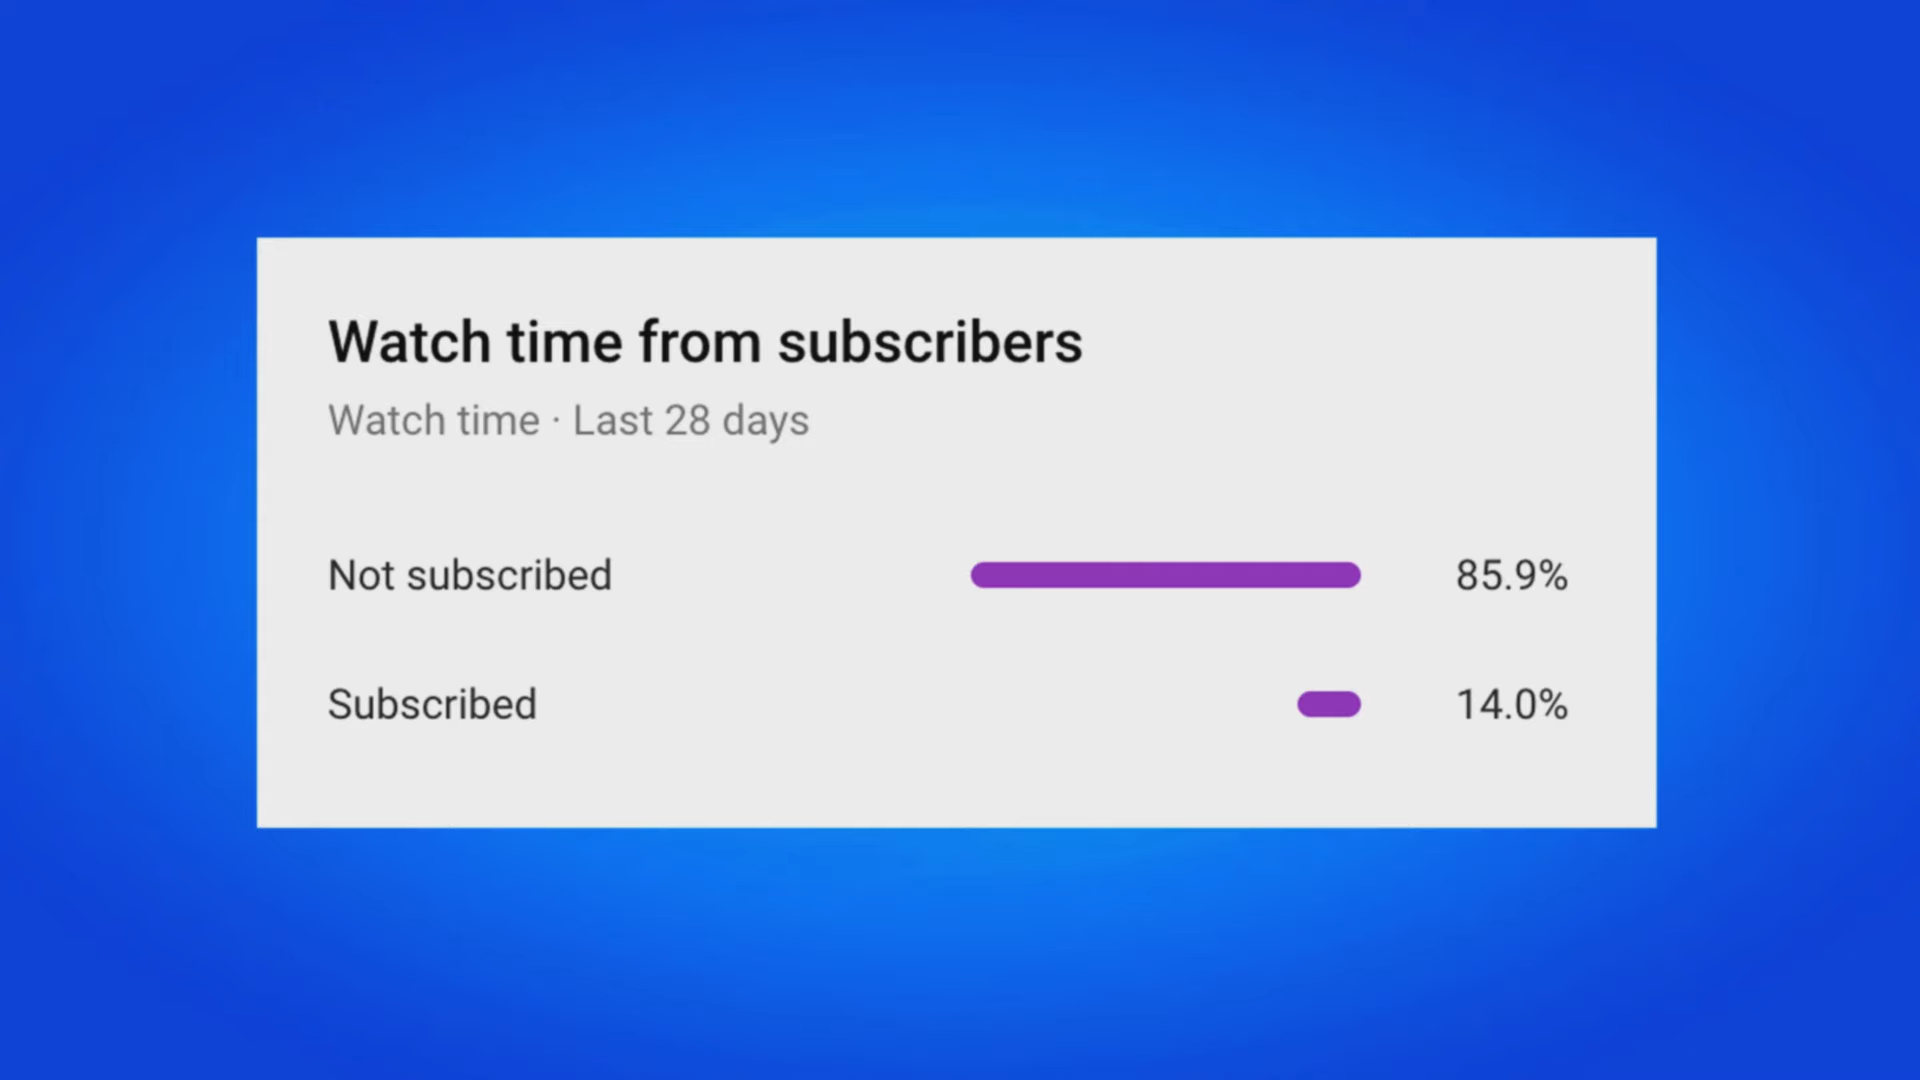 Watch time from subscribers
Watch time · Last 28 days
Not subscribed 85.9%
Subscribed 14.0%